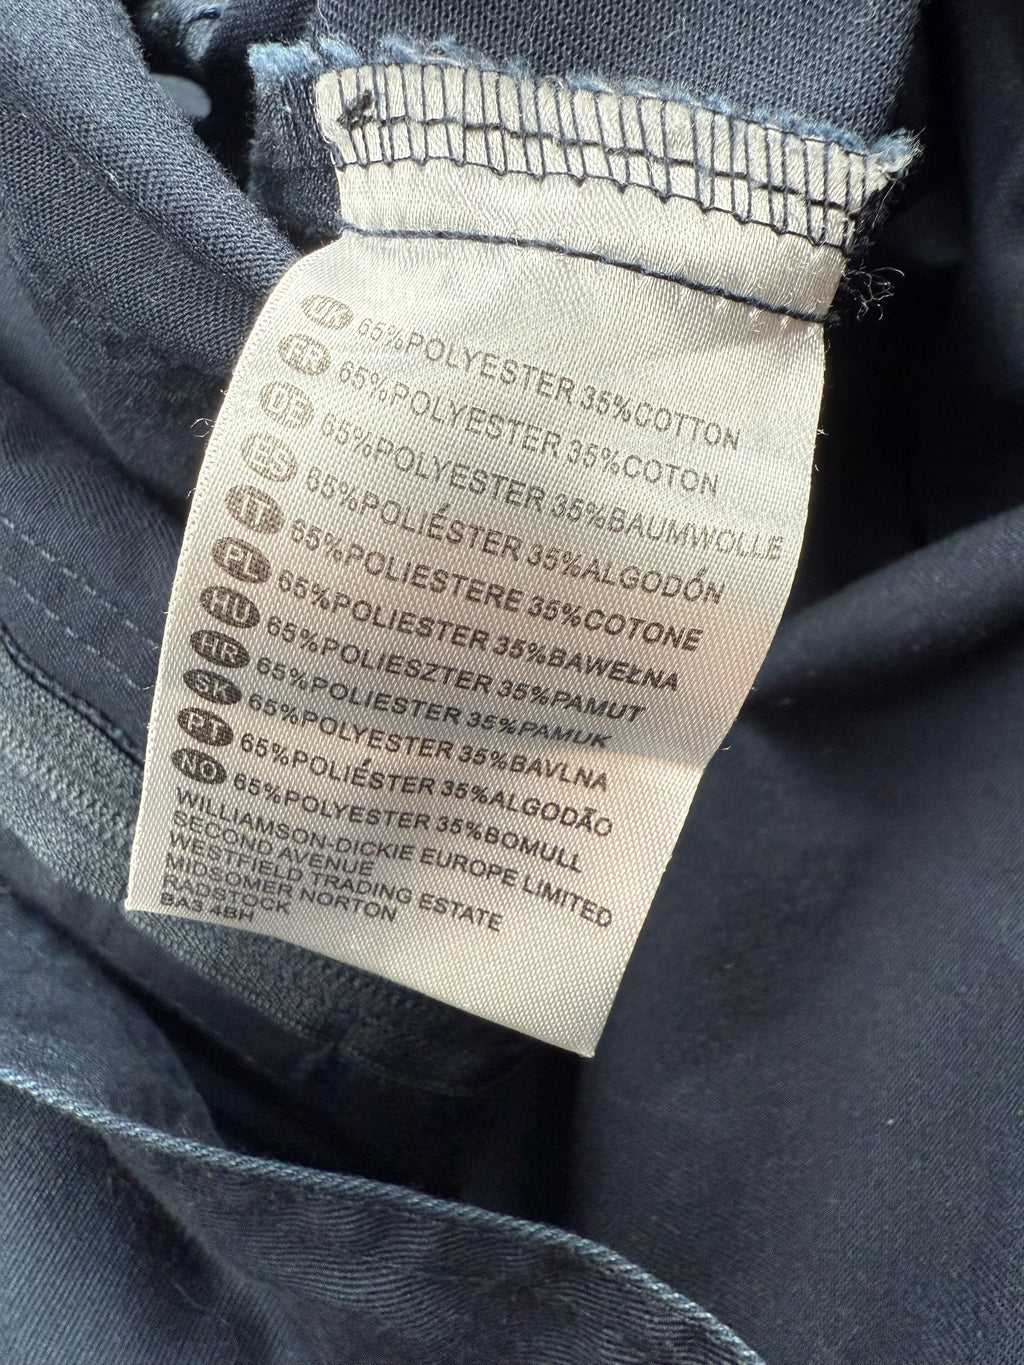 UK 65%POLYESTER 35%COTTON
FR 65%POLYESTER 35%COTON
DE 65%POLYESTER 35%BAUMWOLLE
ES 65%POLIÉSTER 35%ALGODÓN
IT 65%POLIESTERE 35%COTONE
PL 65%POLIESTER 35%BAWEŁNA
HU 65%POLIESZTER 35%PAMUT
HR 65%POLIESTER 35%PAMUK
SK 65%POLYESTER 35%BAVLNA
PT 65%POLIÉSTER 35%ALGODÃO
NO 65%POLYESTER 35%BOMULL
WILLIAMSON-DICKIE EUROPE LIMITED
SECOND AVENUE
WESTFIELD TRADING ESTATE
MIDSOMER NORTON
RADSTOCK
BA3 4BH